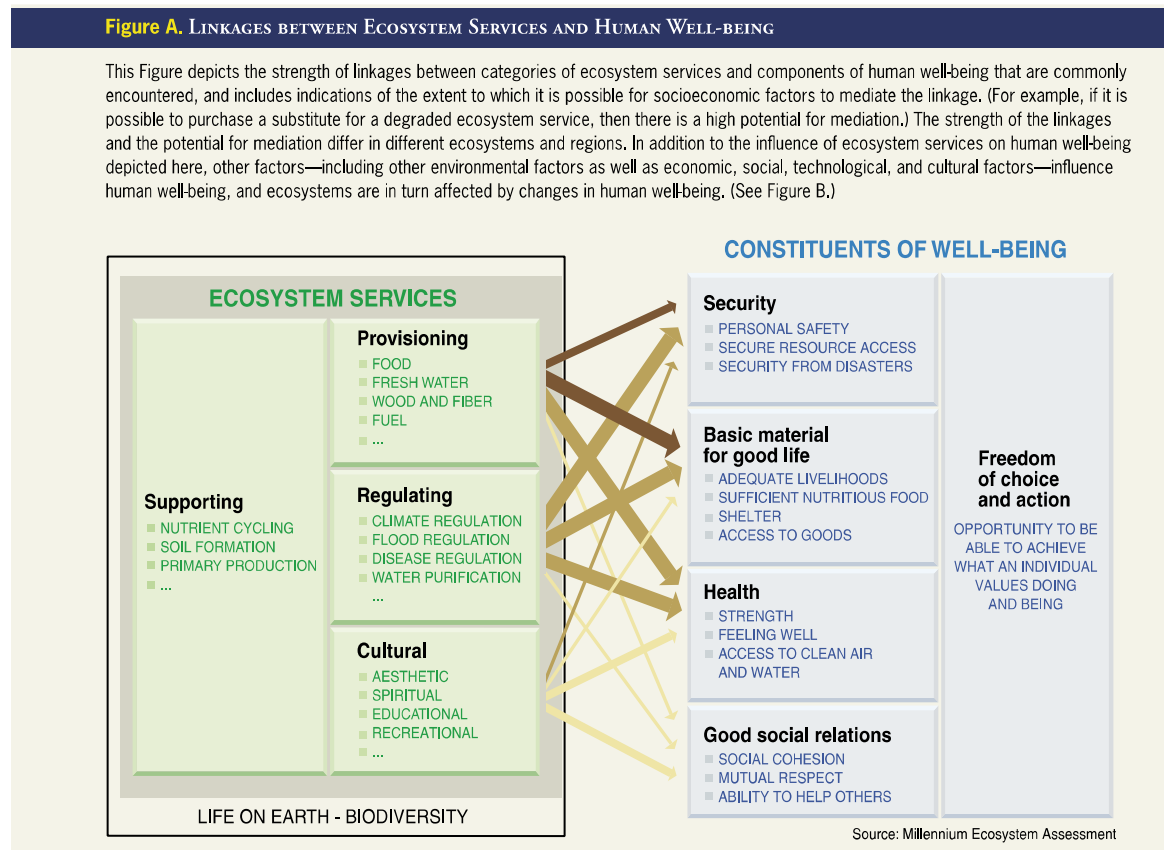 Figure A. LINKAGES BETWEEN ECOSYSTEM SERVICES AND HUMAN WELL-BEING
This Figure depicts the strength of linkages between categories of ecosystem services and components of human well-being that are commonly
encountered, and includes indications of the extent to which it is possible for socioeconomic factors to mediate the linkage. (For example, if it is
possible to purchase a substitute for a degraded ecosystem service, then there is a high potential for mediation.) The strength of the linkages
and the potential for mediation differ in different ecosystems and regions. In addition to the influence of ecosystem services on human well-being
depicted here, other factors—including other environmental factors as well as economic, social, technological, and cultural factors—influence
human well-being, and ecosystems are in turn affected by changes in human well-being. (See Figure B.)
ECOSYSTEM SERVICES
Supporting
NUTRIENT CYCLING
SOIL FORMATION
PRIMARY PRODUCTION
...
Provisioning
FOOD
FRESH WATER
WOOD AND FIBER
FUEL
...
Regulating
CLIMATE REGULATION
FLOOD REGULATION
DISEASE REGULATION
WATER PURIFICATION
...
Cultural
AESTHETIC
SPIRITUAL
EDUCATIONAL
RECREATIONAL
...
LIFE ON EARTH - BIODIVERSITY
CONSTITUENTS OF WELL-BEING
Security
PERSONAL SAFETY
SECURE RESOURCE ACCESS
SECURITY FROM DISASTERS
Basic material
for good life
ADEQUATE LIVELIHOODS
SUFFICIENT NUTRITIOUS FOOD
SHELTER
ACCESS TO GOODS
Health
STRENGTH
FEELING WELL
ACCESS TO CLEAN AIR
AND WATER
Good social relations
SOCIAL COHESION
MUTUAL RESPECT
ABILITY TO HELP OTHERS
Freedom
of choice
and action
OPPORTUNITY TO BE
ABLE TO ACHIEVE
WHAT AN INDIVIDUAL
VALUES DOING
AND BEING
Source: Millennium Ecosystem Assessment